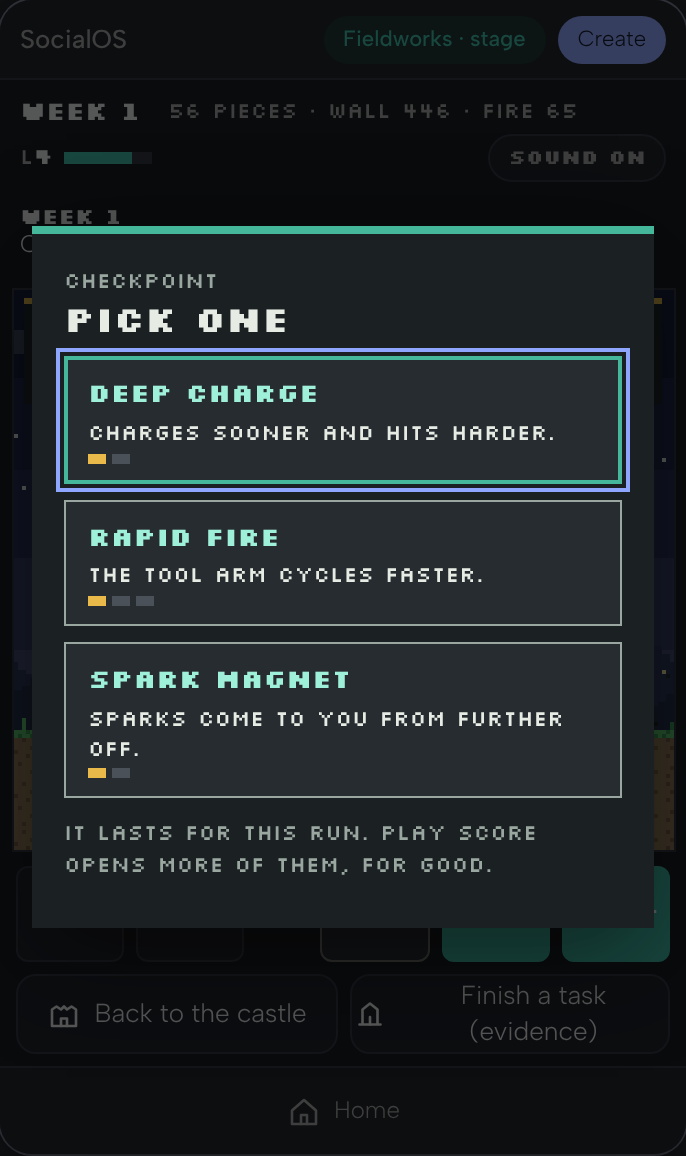 SocialOS
Fieldworks · stage
Create
WEEK 1
56 PIECES · WALL 446 · FIRE 65
L4
SOUND ON
WEEK 1
CHECKPOINT
PICK ONE
DEEP CHARGE
CHARGES SOONER AND HITS HARDER.
RAPID FIRE
THE TOOL ARM CYCLES FASTER.
SPARK MAGNET
SPARKS COME TO YOU FROM FURTHER
OFF.
IT LASTS FOR THIS RUN. PLAY SCORE
OPENS MORE OF THEM, FOR GOOD.
Back to the castle
Finish a task
(evidence)
Home